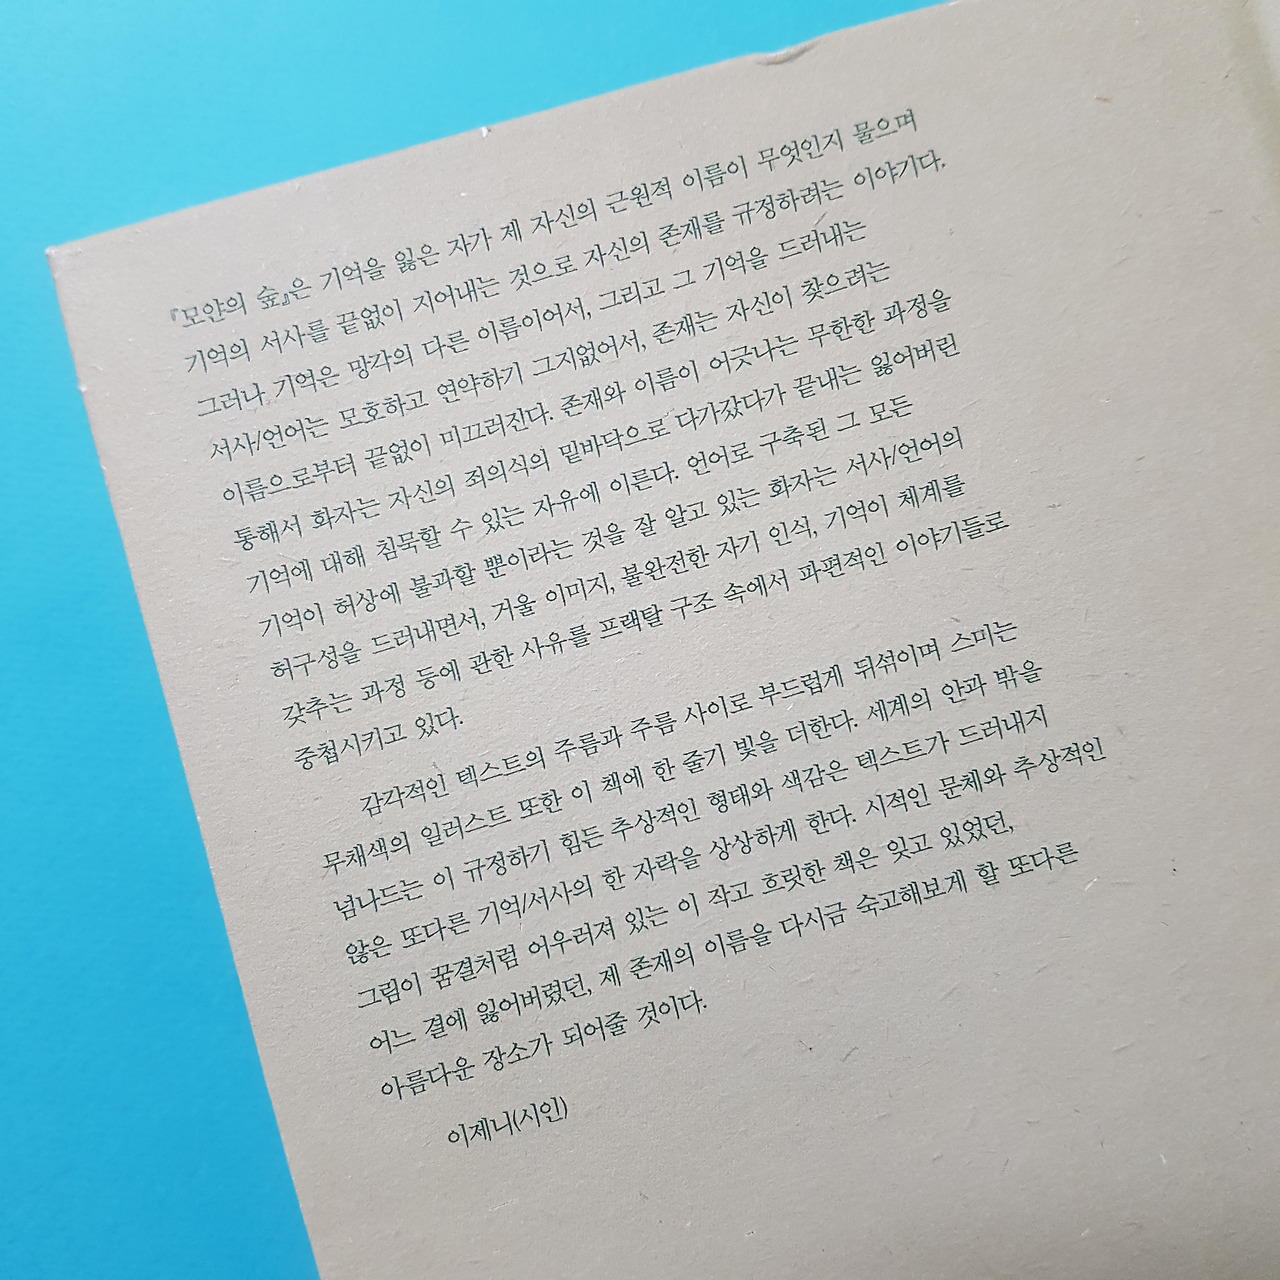 『모얀의 숲』은 기억을 잃은 자가 제 자신의 근원적 이름이 무엇인지 물으며
기억의 서사를 끝없이 지어내는 것으로 자신의 존재를 규정하려는 이야기다.
그러나 기억은 망각의 다른 이름이어서, 그리고 그 기억을 드러내는
서사/언어는 모호하고 연약하기 그지없어서, 존재는 자신이 찾으려는
이름으로부터 끝없이 미끄러진다. 존재와 이름이 어긋나는 무한한 과정을
통해서 화자는 자신의 죄의식의 밑바닥으로 다가갔다가 끝내는 잃어버린
기억에 대해 침묵할 수 있는 자유에 이른다. 언어로 구축된 그 모든
기억이 허상에 불과할 뿐이라는 것을 잘 알고 있는 화자는 서사/언어의
허구성을 드러내면서, 거울 이미지, 불완전한 자기 인식, 기억이 체계를
갖추는 과정 등에 관한 사유를 프랙탈 구조 속에서 파편적인 이야기들로
중첩시키고 있다.
감각적인 텍스트의 주름과 주름 사이로 부드럽게 뒤섞이며 스미는
무채색의 일러스트 또한 이 책에 한 줄기 빛을 더한다. 세계의 안과 밖을
넘나드는 이 규정하기 힘든 추상적인 형태와 색감은 텍스트가 드러내지
않은 또다른 기억/서사의 한 자락을 상상하게 한다. 시적인 문체와 추상적인
그림이 꿈결처럼 어우러져 있는 이 작고 흐릿한 책은 잊고 있었던,
어느 결에 잃어버렸던, 제 존재의 이름을 다시금 숙고해보게 할 또다른
아름다운 장소가 되어줄 것이다.
이제니(시인)